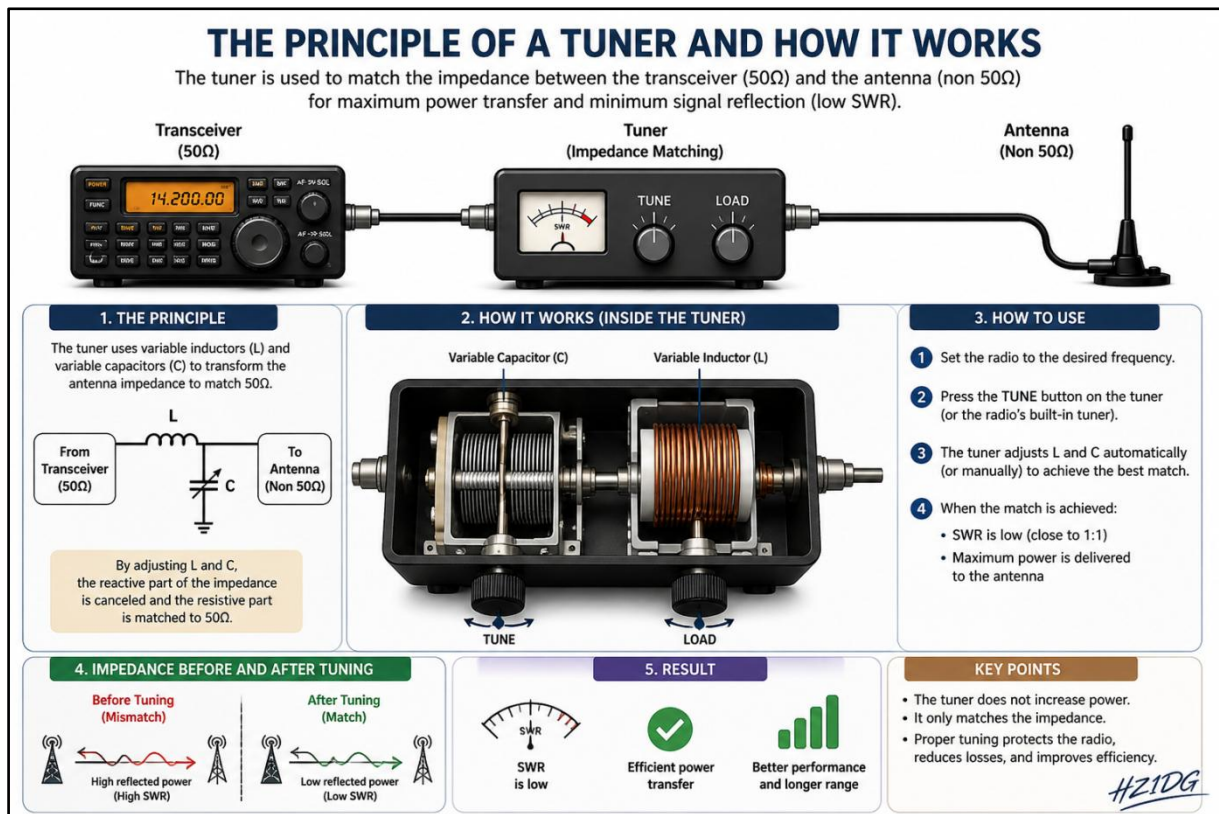 THE PRINCIPLE OF A TUNER AND HOW IT WORKS
The tuner is used to match the impedance between the transceiver (50Ω) and the antenna (non 50Ω)
for maximum power transfer and minimum signal reflection (low SWR).
Transceiver
(50Ω)
Tuner
(Impedance Matching)
Antenna
(Non 50Ω)
POWER
FUNC
14.200.00
SWR
TUNE
LOAD
1. THE PRINCIPLE
The tuner uses variable inductors (L) and
variable capacitors (C) to transform the
antenna impedance to match 50Ω.
L
From
Transceiver
(50Ω)
C
To
Antenna
(Non 50Ω)
By adjusting L and C,
the reactive part of the impedance
is canceled and the resistive part
is matched to 50Ω.
2. HOW IT WORKS (INSIDE THE TUNER)
Variable Capacitor (C)
Variable Inductor (L)
TUNE
LOAD
3. HOW TO USE
1 Set the radio to the desired frequency.
2 Press the TUNE button on the tuner
(or the radio's built-in tuner).
3 The tuner adjusts L and C automatically
(or manually) to achieve the best match.
4 When the match is achieved:
• SWR is low (close to 1:1)
• Maximum power is delivered
to the antenna
4. IMPEDANCE BEFORE AND AFTER TUNING
Before Tuning
(Mismatch)
High reflected power
(High SWR)
After Tuning
(Match)
Low reflected power
(Low SWR)
5. RESULT
SWR
SWR
is low
Efficient power
transfer
Better performance
and longer range
KEY POINTS
• The tuner does not increase power.
• It only matches the impedance.
• Proper tuning protects the radio,
reduces losses, and improves efficiency.
HZ1DG